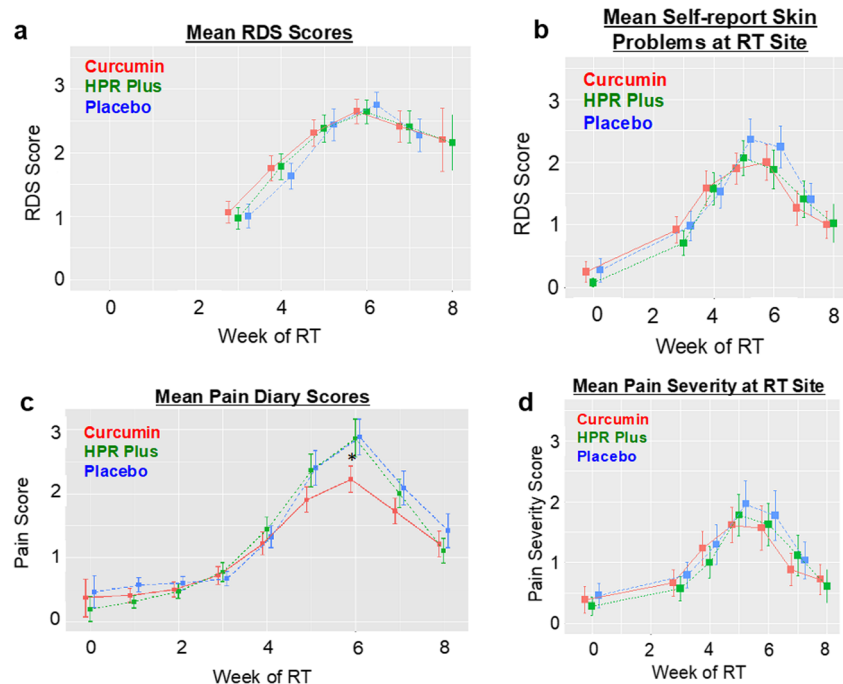 a
Mean RDS Scores
Curcumin
HPR Plus
Placebo
RDS Score
3
2
1
0
0 2 4 6 8
Week of RT
b
Mean Self-report Skin
Problems at RT Site
Curcumin
HPR Plus
Placebo
RDS Score
3
2
1
0
0 2 4 6 8
Week of RT
c
Mean Pain Diary Scores
Curcumin
HPR Plus
Placebo
Pain Score
3
2
1
0
*
0 2 4 6 8
Week of RT
d
Mean Pain Severity at RT Site
Curcumin
HPR Plus
Placebo
Pain Severity Score
3
2
1
0
0 2 4 6 8
Week of RT